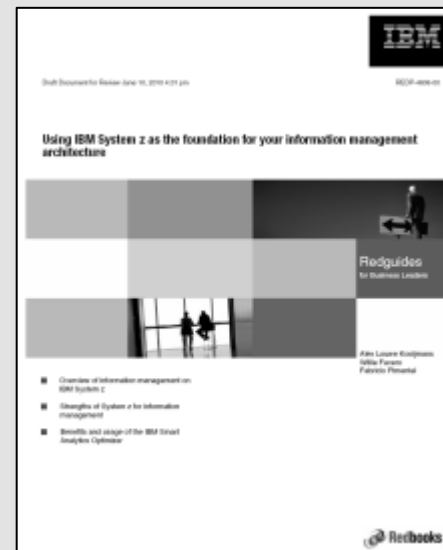 IBM
Draft Document for Review June 10, 2010 4:31 pm
Using IBM System z as the foundation for your information management
architecture
Redguides
for Business Leaders
Alex Louwe Kooijmans
Willie Favero
Fabricio Pimentel
Overview of information management on
IBM System z
Strengths of System z for information
management
Benefits and usage of the IBM Smart
Analytics Optimizer
Redbooks